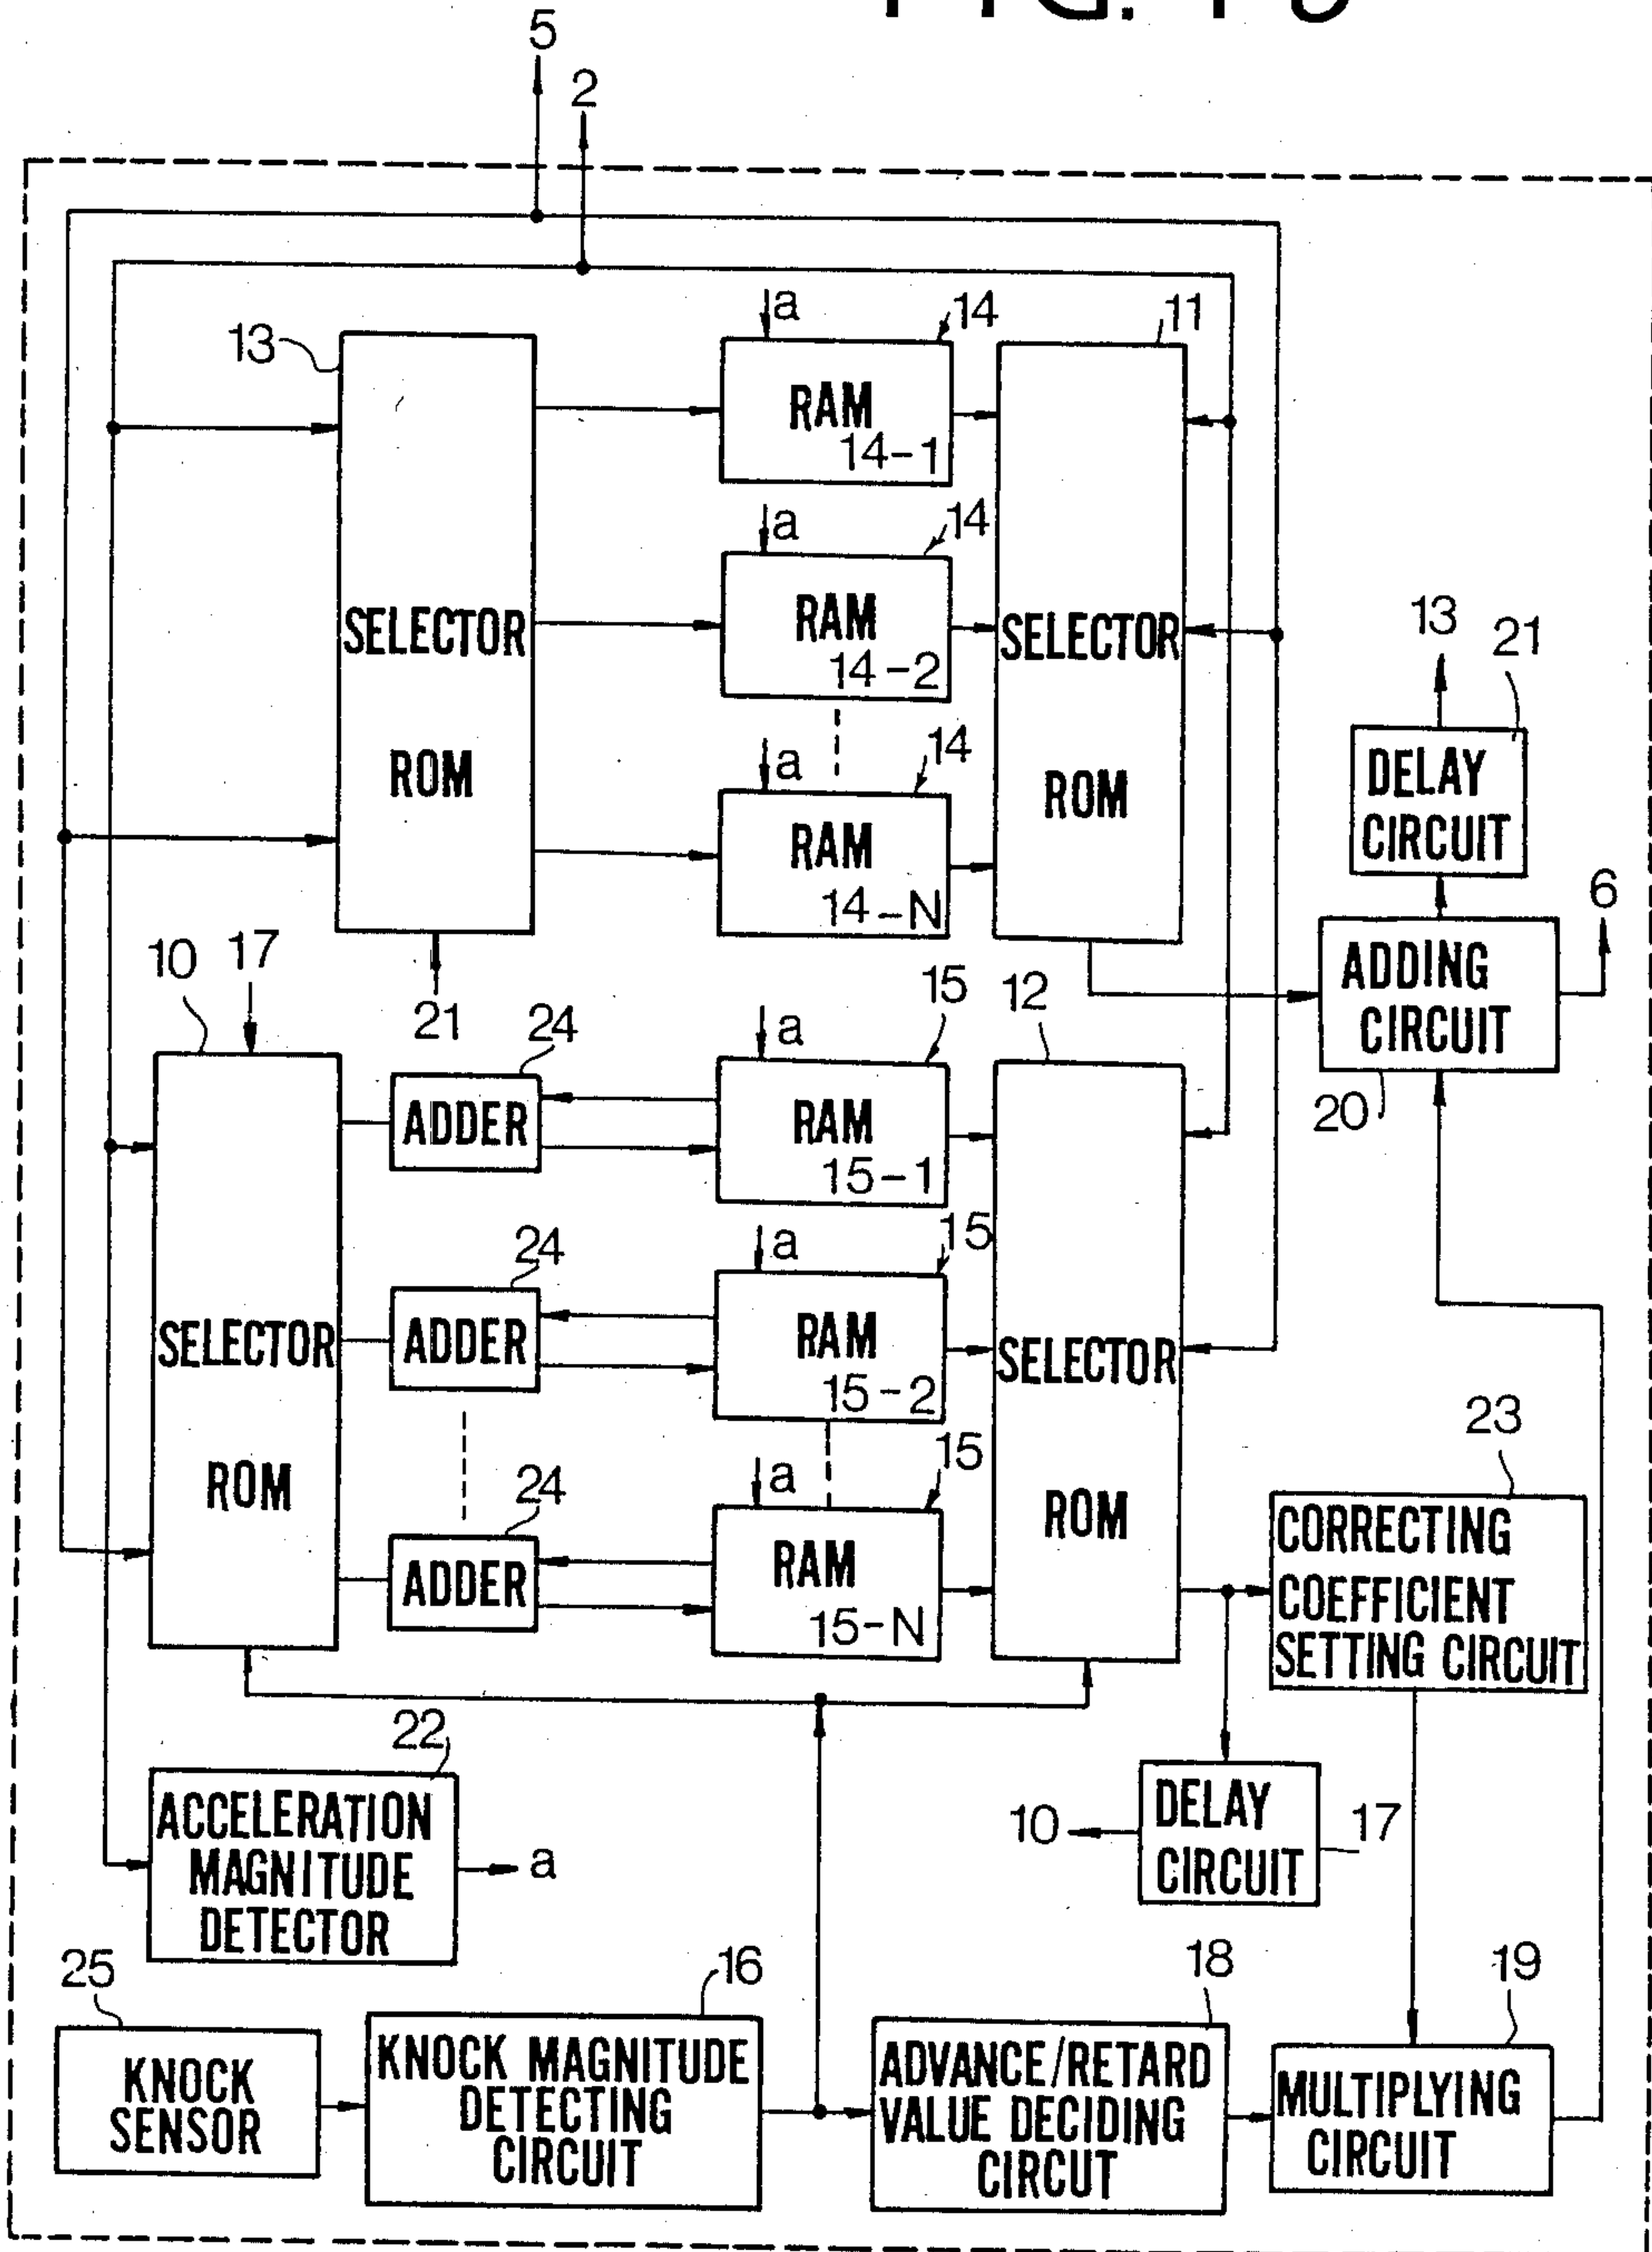 5
2
13
a
14
11
RAM
14-1
a
14
SELECTOR
RAM
14-2
SELECTOR
13
21
ROM
a
14
ROM
DELAY
CIRCUIT
RAM
14-N
6
10
17
21
ADDING
CIRCUIT
20
24
a
15
12
ADDER
RAM
15-1
24
a
15
SELECTOR
ADDER
RAM
15-2
SELECTOR
23
ROM
24
a
15
ROM
CORRECTING
COEFFICIENT
SETTING CIRCUIT
ADDER
RAM
15-N
22
ACCELERATION
MAGNITUDE
DETECTOR
a
10
DELAY
CIRCUIT
17
25
KNOCK
SENSOR
16
KNOCK MAGNITUDE
DETECTING
CIRCUIT
18
ADVANCE/RETARD
VALUE DECIDING
CIRCUT
19
MULTIPLYING
CIRCUIT